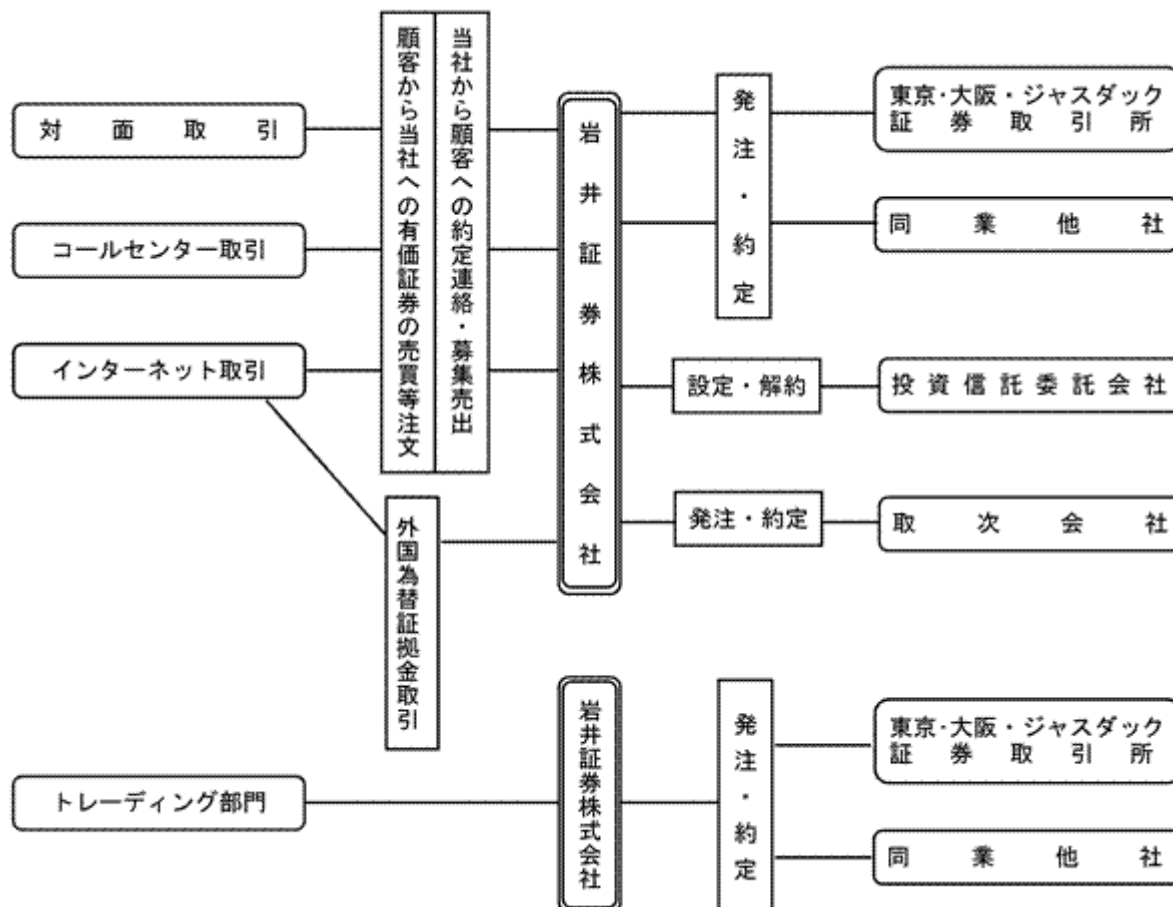 対面取引
コールセンター取引
インターネット取引
顧客から当社への有価証券の売買等注文
当社から顧客への約定連絡・募集売出
外国為替証拠金取引
岩井証券株式会社
発注・約定
東京・大阪・ジャスダック
証券取引所
同業他社
設定・解約
投資信託委託会社
発注・約定
取次会社
トレーディング部門
岩井証券株式会社
発注・約定
東京・大阪・ジャスダック
証券取引所
同業他社